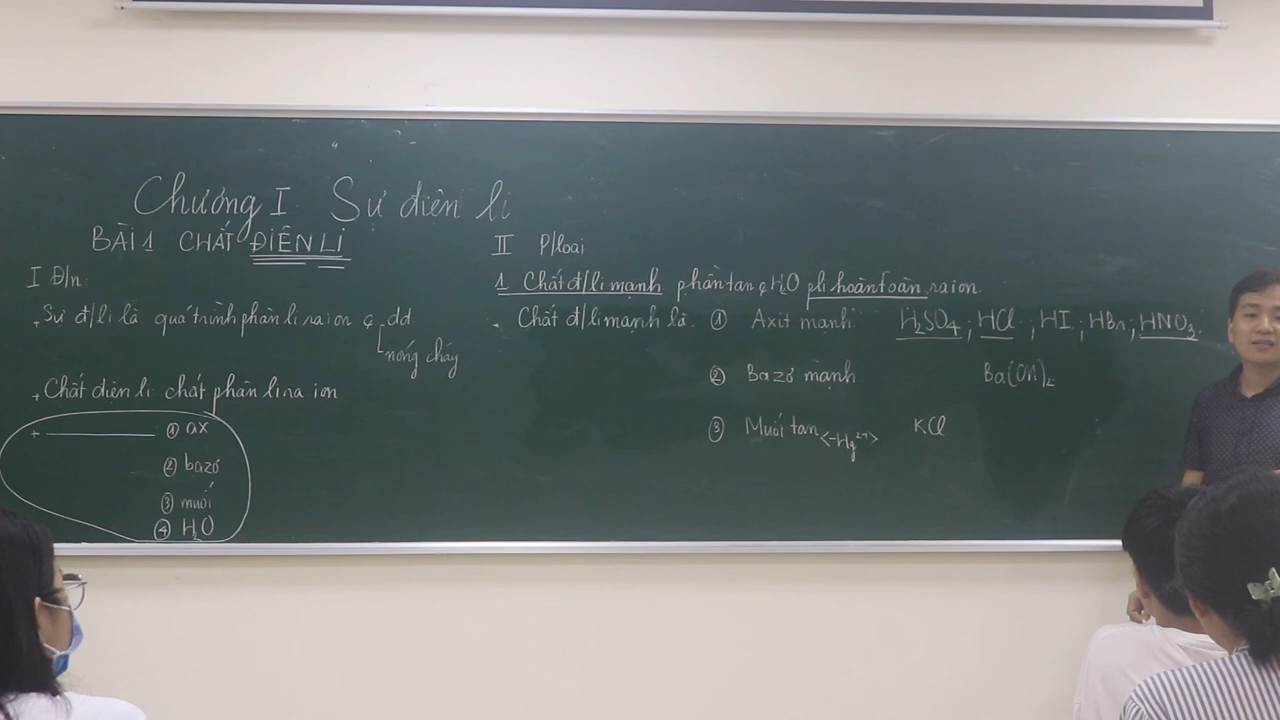 Chương I Sự điện li
BÀI 1 CHẤT ĐIỆN LI
I Đ/n:
+ Sự đ/li là quá trình phân li ra ion ę dd
nóng chảy
+ Chất điện li chất phân li ra ion
+ ① ax
② bazơ
③ muối
④ H₂O
II P/loại
1 Chất đ/li mạnh phân tan ę H₂O pli hoàn toàn ra ion
. Chất đ/li mạnh là. ① Axit mạnh H₂SO₄; HCl, HI; HBr; HNO₃.
② Bazơ mạnh Ba(OH)₂
③ Muối tan <-Hg²⁺> KCl